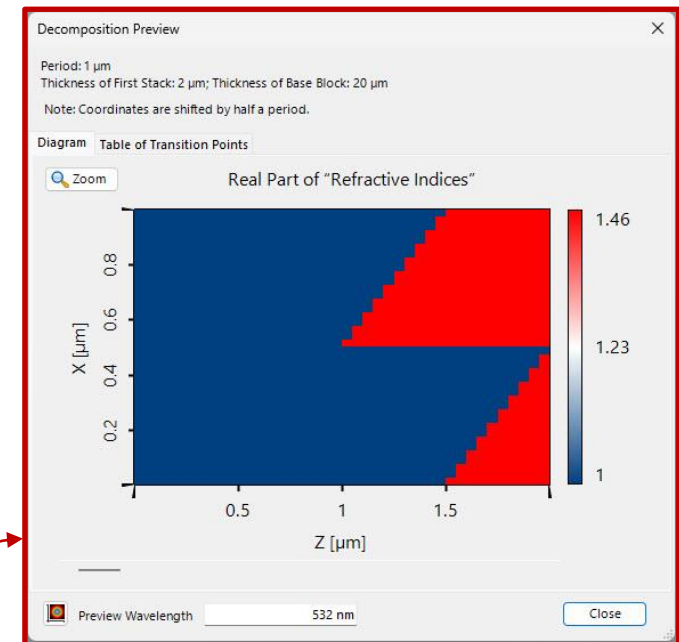 Decomposition Preview
Period: 1 µm
Thickness of First Stack: 2 µm; Thickness of Base Block: 20 µm
Note: Coordinates are shifted by half a period.
Diagram Table of Transition Points
Zoom
Real Part of “Refractive Indices”
X [µm]
0.8
0.6
0.4
0.2
0.5 1 1.5
Z [µm]
1.46
1.23
1
Preview Wavelength 532 nm
Close